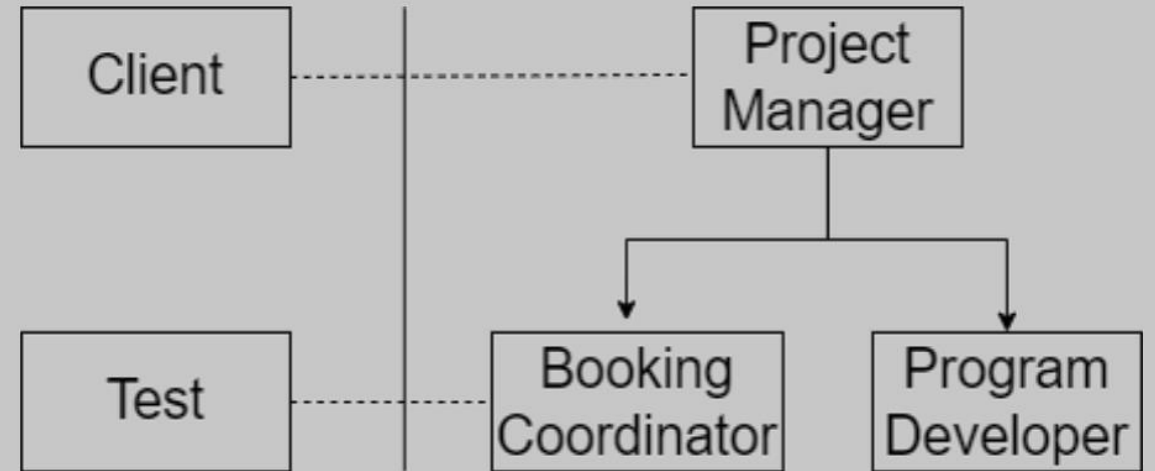 Client
Project
Manager
Test
Booking
Coordinator
Program
Developer